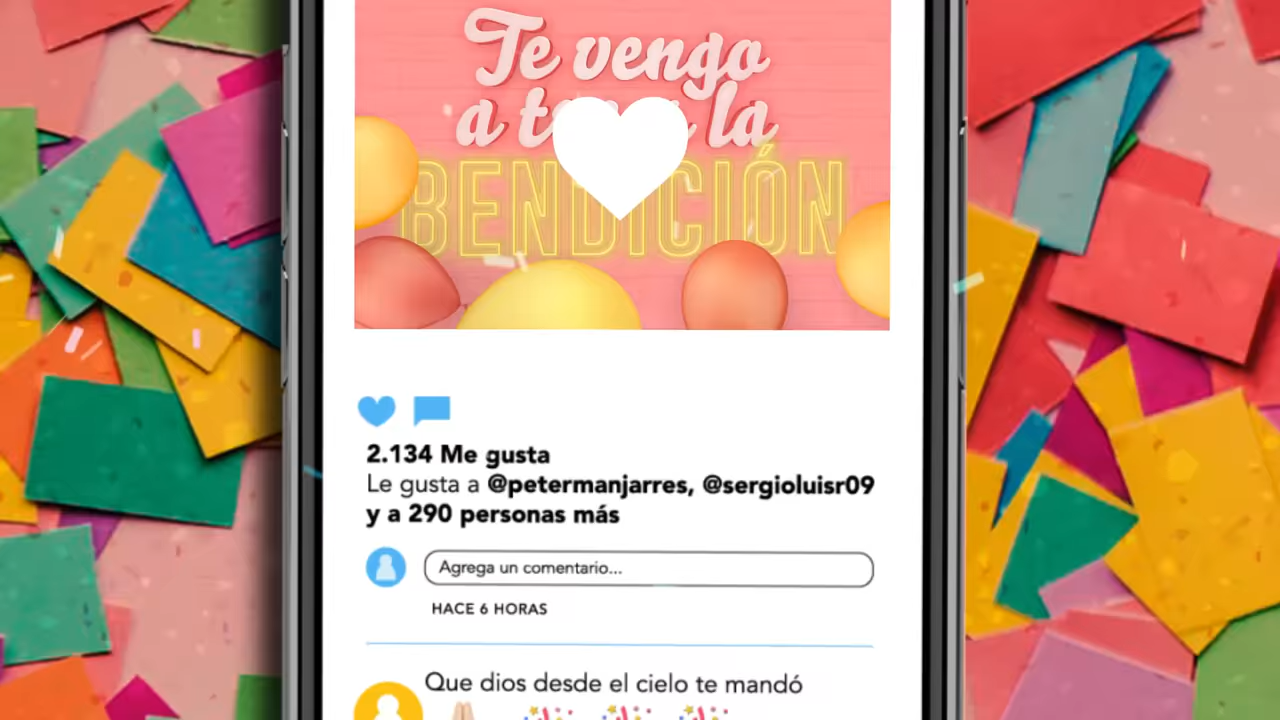 Te vengo
a la
BENDICIÓN
2.134 Me gusta
Le gusta a @petermanjarres, @sergioluisr09
y a 290 personas más
Agrega un comentario...
HACE 6 HORAS
Que dios desde el cielo te mandó